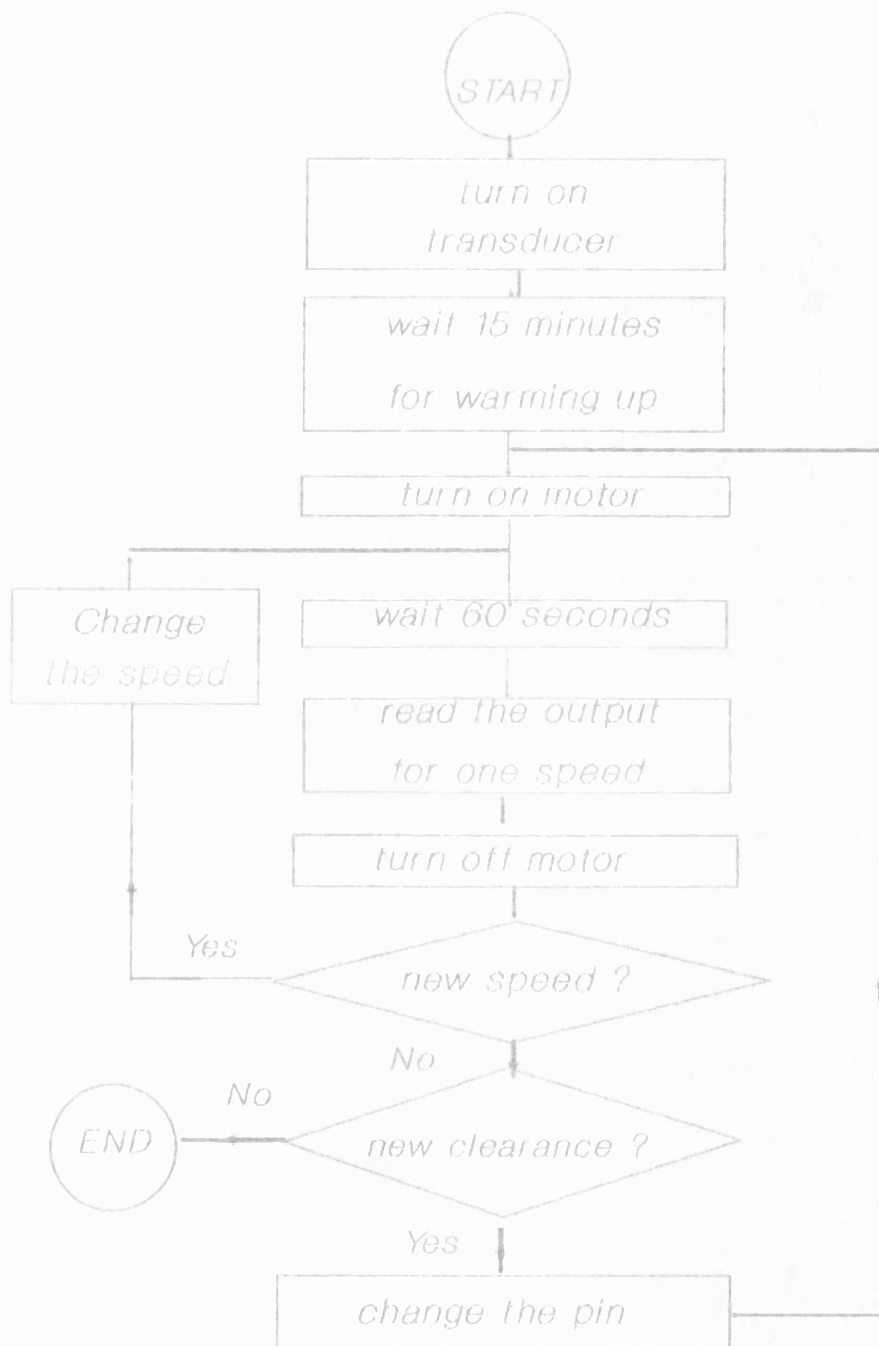 START
turn on
transducer
wait 15 minutes
for warming up
turn on motor
Change
the speed
wait 60 seconds
read the output
for one speed
turn off motor
Yes
new speed ?
No
No
END
new clearance ?
Yes
change the pin